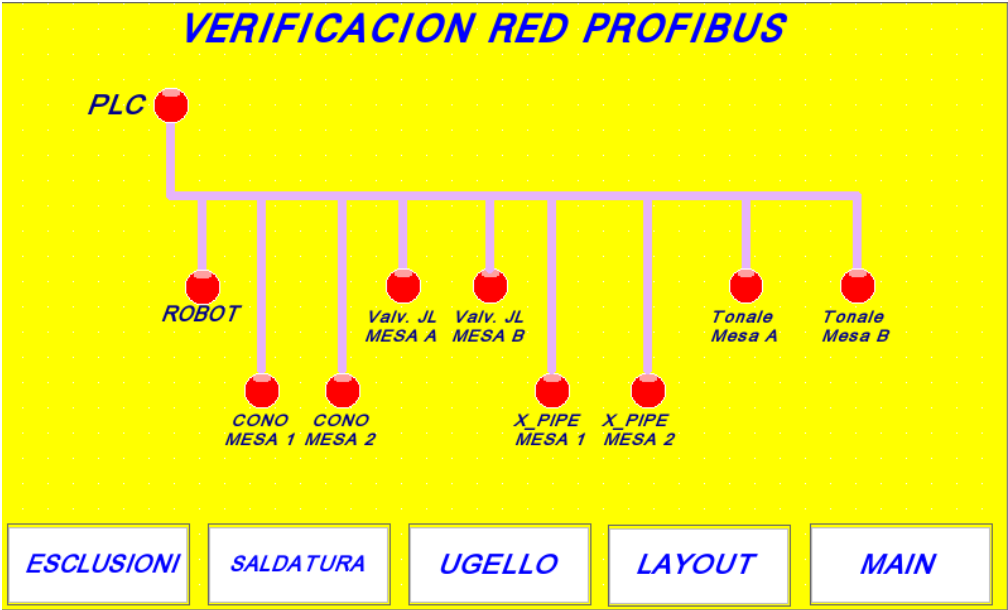 VERIFICACION RED PROFIBUS
PLC
ROBOT
Valv. JL
MESA A
Valv. JL
MESA B
Tonale
Mesa A
Tonale
Mesa B
CONO
MESA 1
CONO
MESA 2
X_PIPE
MESA 1
X_PIPE
MESA 2
ESCLUSIONI
SALDATURA
UGELLO
LAYOUT
MAIN